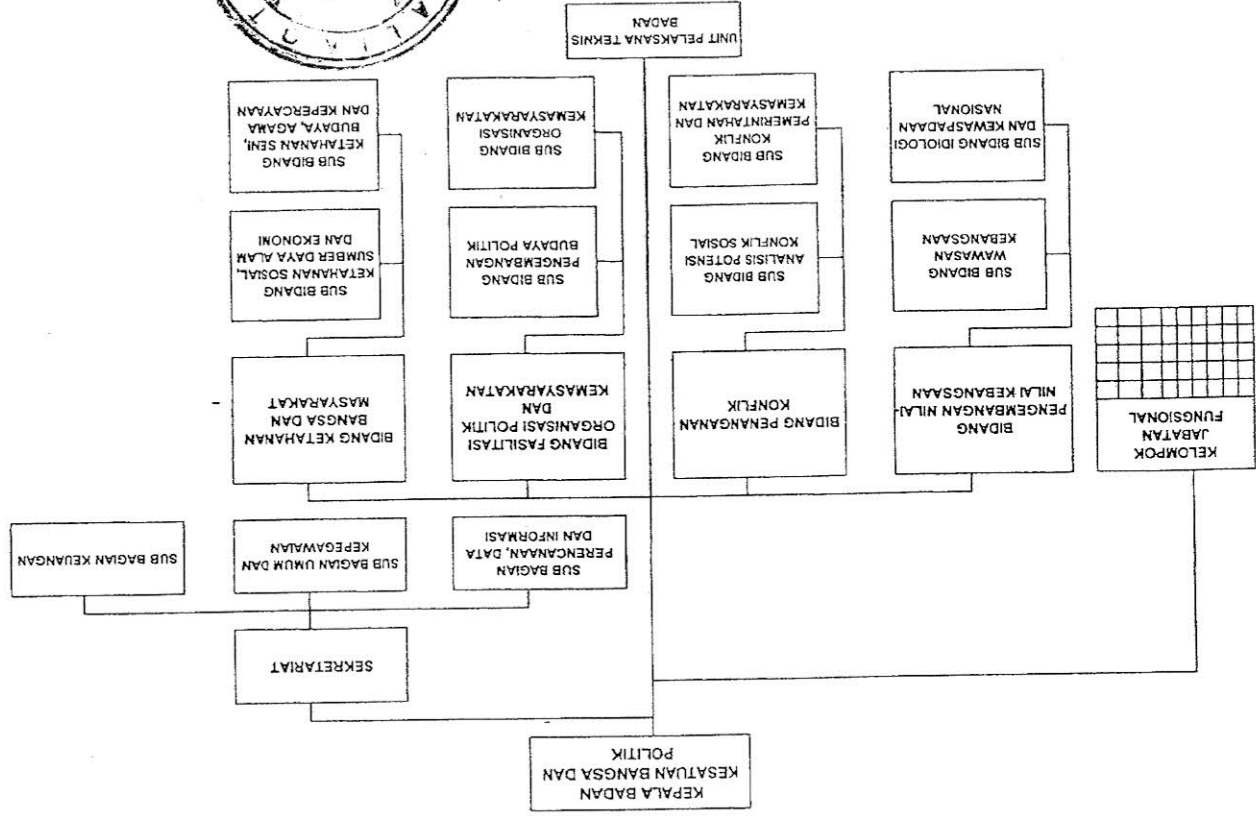 KEPALA BADAN
KESATUAN BANGSA DAN
POLITIK
SEKRETARIAT
SUB BAGIAN
PERENCANAAN, DATA
DAN INFORMASI
SUB BAGIAN UMUM DAN
KEPEGAWAIAN
SUB BAGIAN KEUANGAN
KELOMPOK
JABATAN
FUNGSIONAL
BIDANG
PENGEMBANGAN NILAI-
NILAI KEBANGSAAN
BIDANG PENANGANAN
KONFLIK
BIDANG FASILITASI
ORGANISASI POLITIK
DAN
KEMASYARAKATAN
BIDANG KETAHANAN
BANGSA DAN
MASYARAKAT
SUB BIDANG
WAWASAN
KEBANGSAAN
SUB BIDANG
ANALISIS POTENSI
KONFLIK SOSIAL
SUB BIDANG
PENGEMBANGAN
BUDAYA POLITIK
SUB BIDANG
KETAHANAN SOSIAL,
SUMBER DAYA ALAM
DAN EKONOMI
SUB BIDANG IDIOLOGI
DAN KEWASPADAAN
NASIONAL
SUB BIDANG
KONFLIK
PEMERINTAHAN DAN
KEMASYARAKATAN
SUB BIDANG
ORGANISASI
KEMASYARAKATAN
SUB BIDANG
KETAHANAN SENI,
BUDAYA, AGAMA
DAN KEPERCAYAAN
UNIT PELAKSANA TEKNIS
BADAN